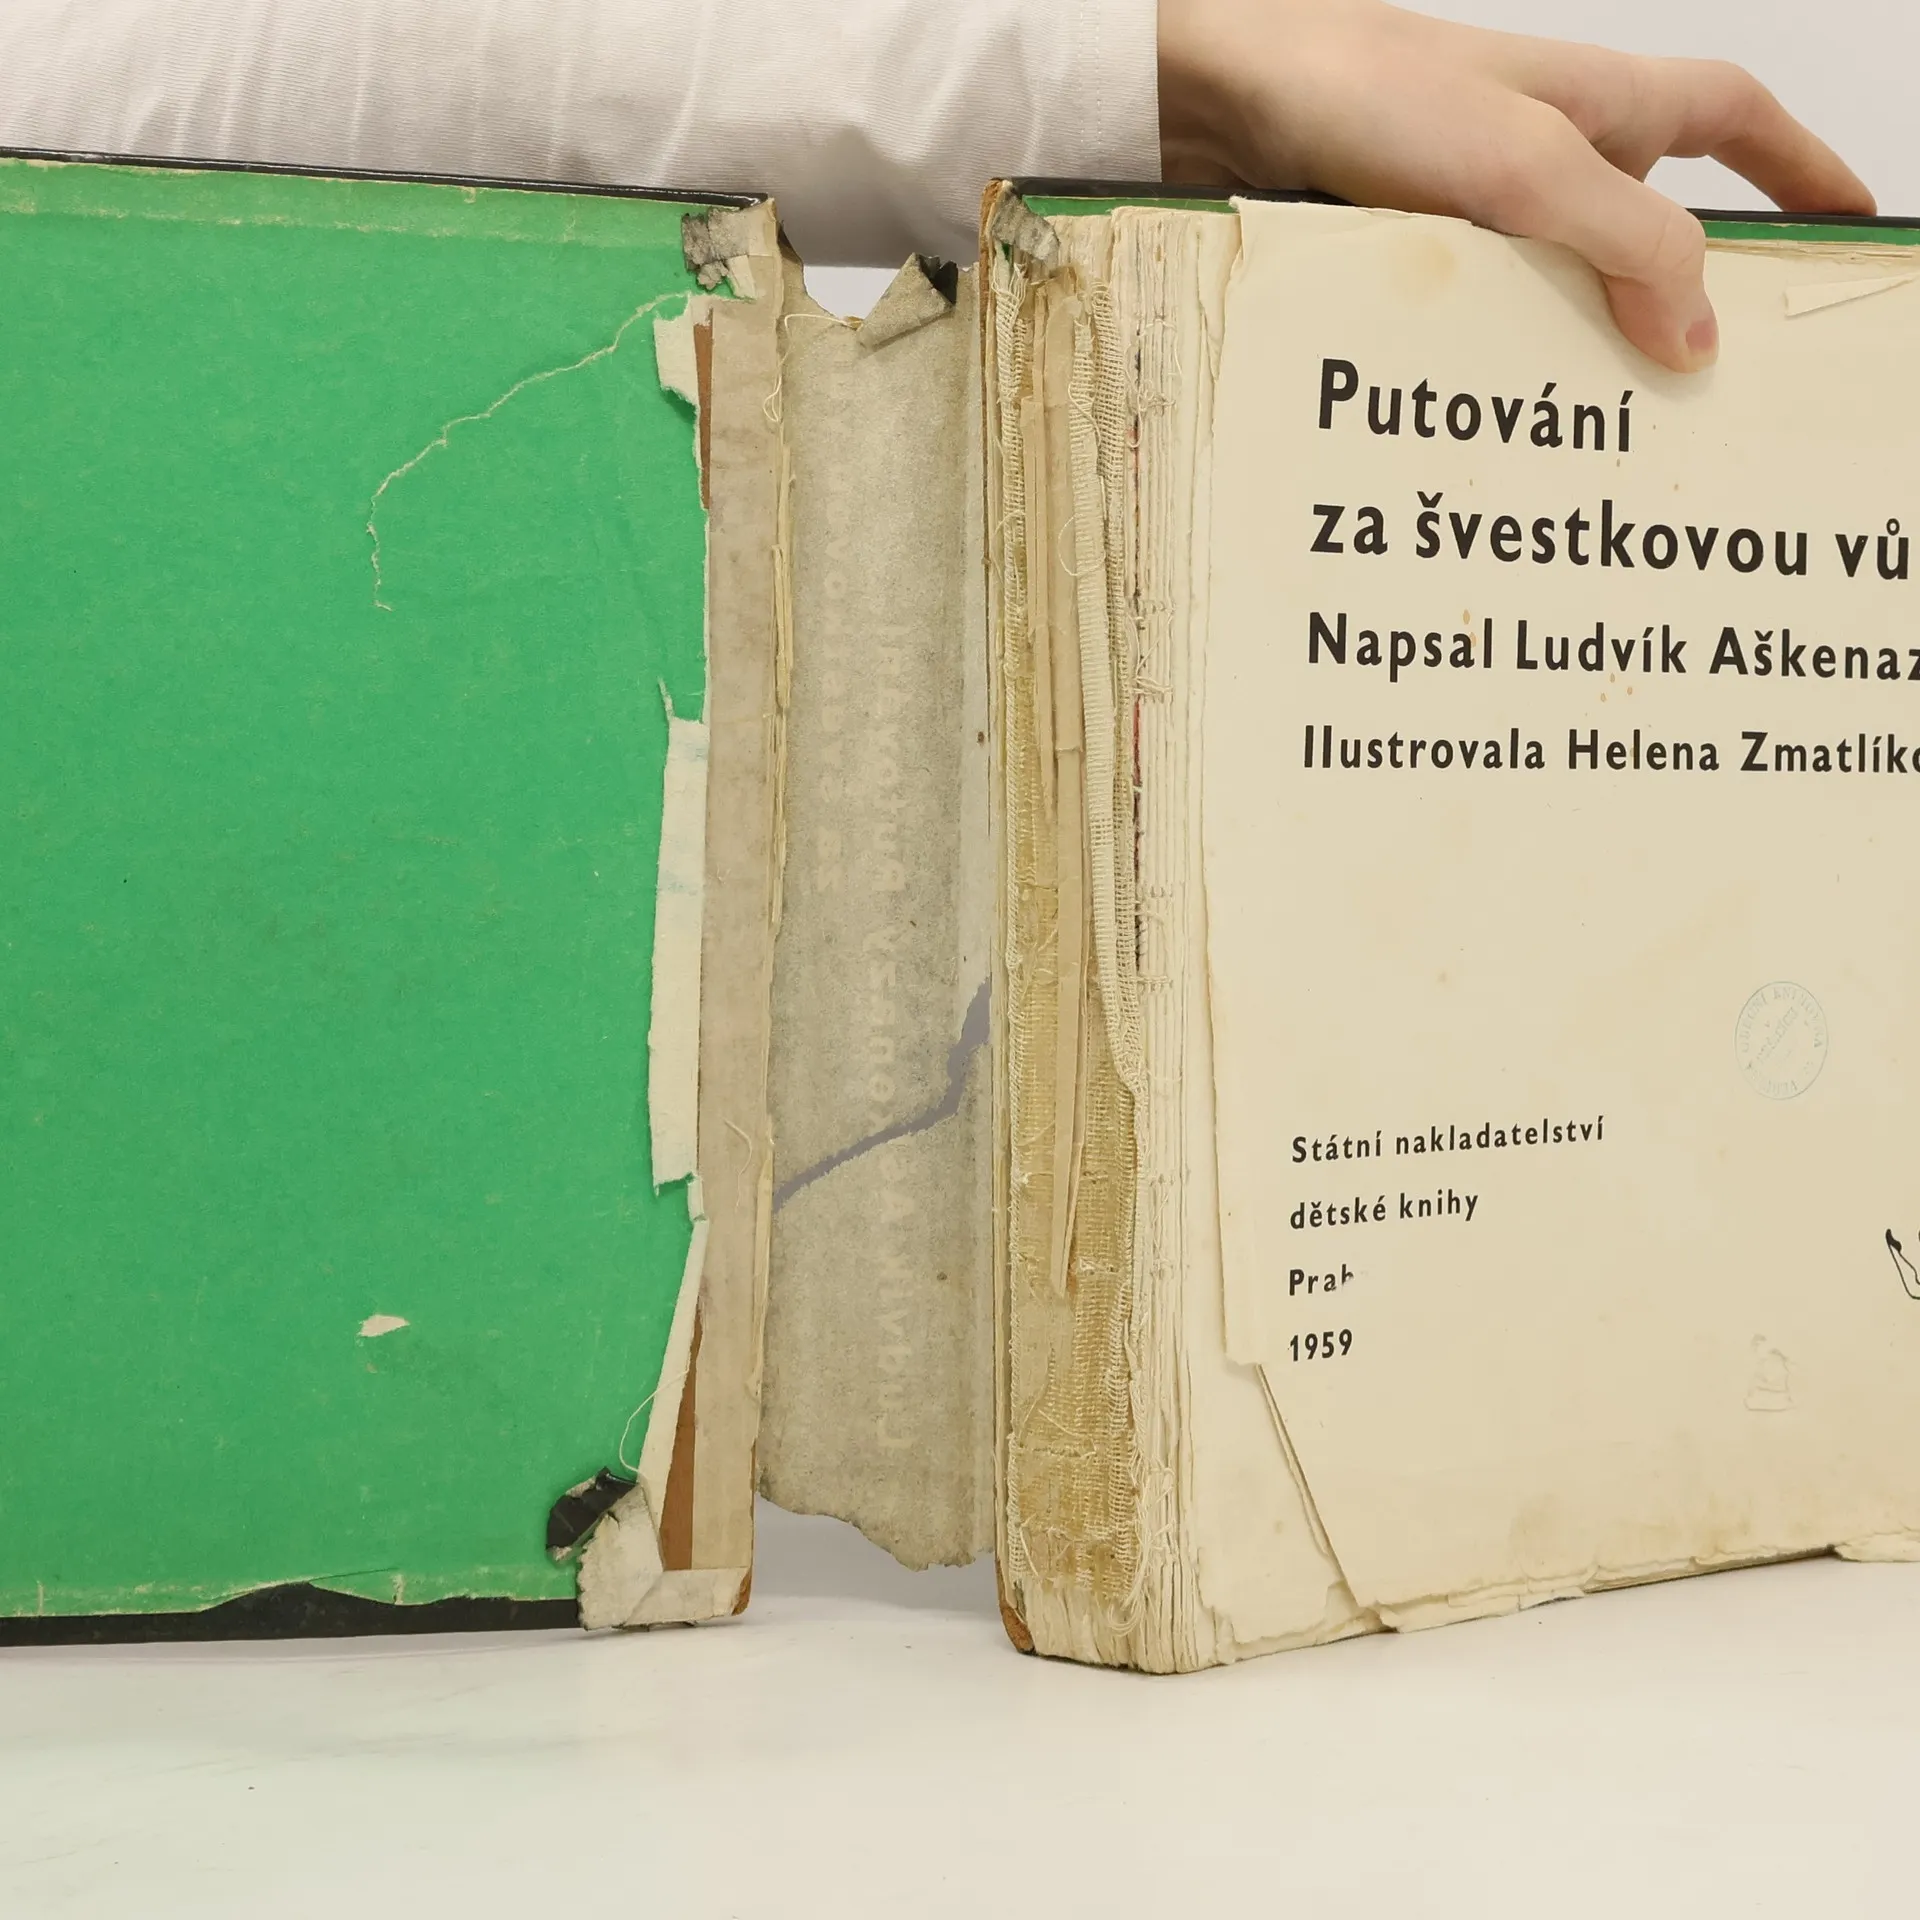 Putování
za švestkovou vů
Napsal Ludvík Aškenaz
Ilustrovala Helena Zmatlíko
Státní nakladatelství
dětské knihy
Prah
1959